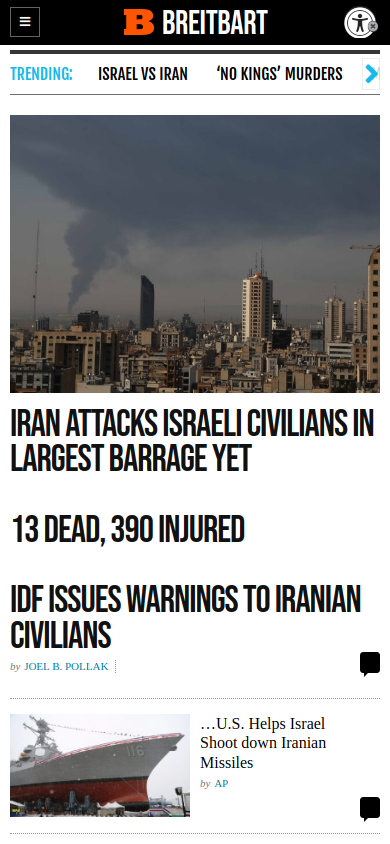 BREITBART
TRENDING: ISRAEL VS IRAN ‘NO KINGS’ MURDERS
IRAN ATTACKS ISRAELI CIVILIANS IN
LARGEST BARRAGE YET
13 DEAD, 390 INJURED
IDF ISSUES WARNINGS TO IRANIAN
CIVILIANS
by JOEL B. POLLAK
116
…U.S. Helps Israel
Shoot down Iranian
Missiles
by AP